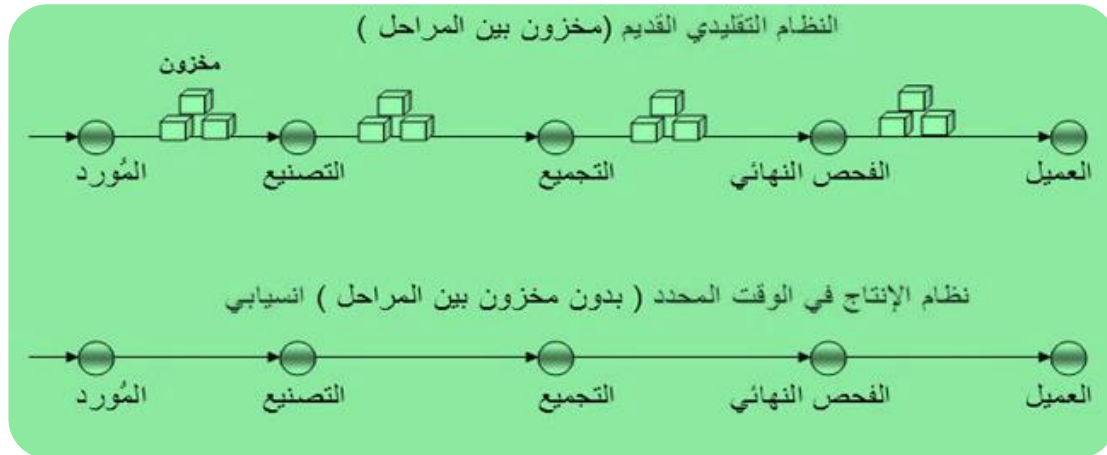 النظام التقليدي القديم (مخزون بين المراحل )
مخزون
المُورد
التصنيع
التجميع
الفحص النهائي
العميل
نظام الإنتاج في الوقت المحدد ( بدون مخزون بين المراحل ) انسيابي
المُورد
التصنيع
التجميع
الفحص النهائي
العميل